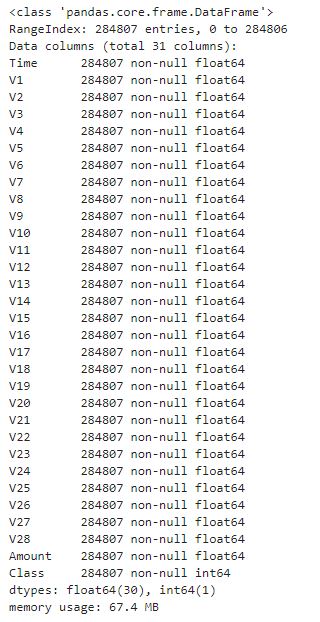 <class 'pandas.core.frame.DataFrame'>
RangeIndex: 284807 entries, 0 to 284806
Data columns (total 31 columns):
Time      284807 non-null float64
V1        284807 non-null float64
V2        284807 non-null float64
V3        284807 non-null float64
V4        284807 non-null float64
V5        284807 non-null float64
V6        284807 non-null float64
V7        284807 non-null float64
V8        284807 non-null float64
V9        284807 non-null float64
V10       284807 non-null float64
V11       284807 non-null float64
V12       284807 non-null float64
V13       284807 non-null float64
V14       284807 non-null float64
V15       284807 non-null float64
V16       284807 non-null float64
V17       284807 non-null float64
V18       284807 non-null float64
V19       284807 non-null float64
V20       284807 non-null float64
V21       284807 non-null float64
V22       284807 non-null float64
V23       284807 non-null float64
V24       284807 non-null float64
V25       284807 non-null float64
V26       284807 non-null float64
V27       284807 non-null float64
V28       284807 non-null float64
Amount    284807 non-null float64
Class     284807 non-null int64
dtypes: float64(30), int64(1)
memory usage: 67.4 MB